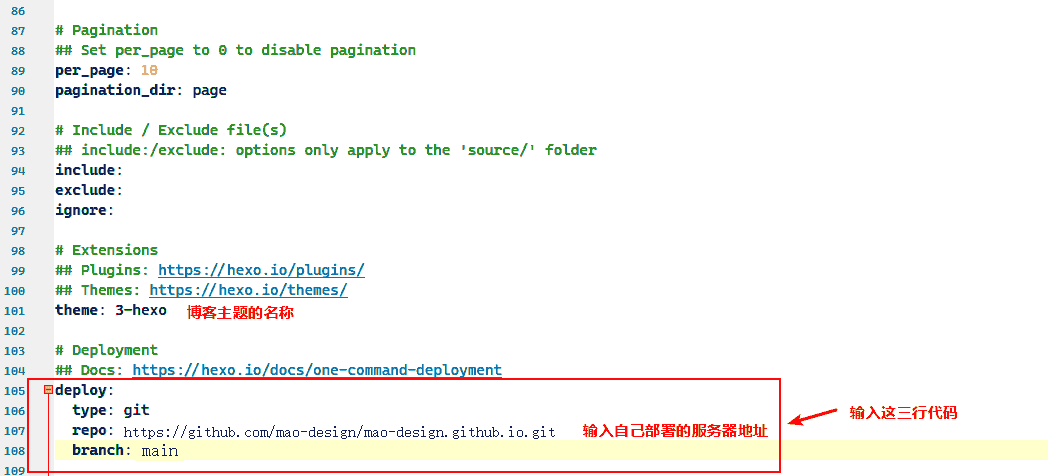 86
87 # Pagination
88 ## Set per_page to 0 to disable pagination
89 per_page: 10
90 pagination_dir: page
91
92 # Include / Exclude file(s)
93 ## include:/exclude: options only apply to the 'source/' folder
94 include:
95 exclude:
96 ignore:
97
98 # Extensions
99 ## Plugins: https://hexo.io/plugins/
100 ## Themes: https://hexo.io/themes/
101 theme: 3-hexo 博客主题的名称
102
103 # Deployment
104 ## Docs: https://hexo.io/docs/one-command-deployment
105 deploy:
106 type: git 输入这三行代码
107 repo: https://github.com/mao-design/mao-design.github.io.git 输入自己部署的服务器地址
108 branch: main
109